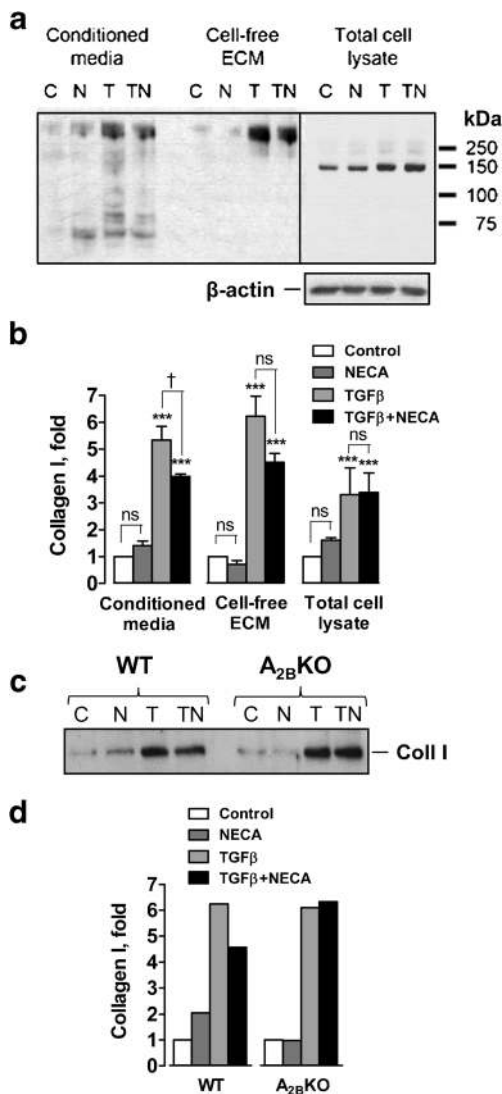 a
Conditioned media
Cell-free ECM
Total cell lysate
C N T TN C N T TN C N T TN
kDa
250
150
100
75
β-actin
b
Control
NECA
TGFβ
TGFβ+NECA
Collagen I, fold
7
6
5
4
3
2
1
0
ns
***
†
***
ns
***
ns
***
ns
***
ns
***
Conditioned media
Cell-free ECM
Total cell lysate
c
WT
A2BKO
C N T TN C N T TN
Coll I
d
Control
NECA
TGFβ
TGFβ+NECA
Collagen I, fold
7
6
5
4
3
2
1
0
WT
A2BKO